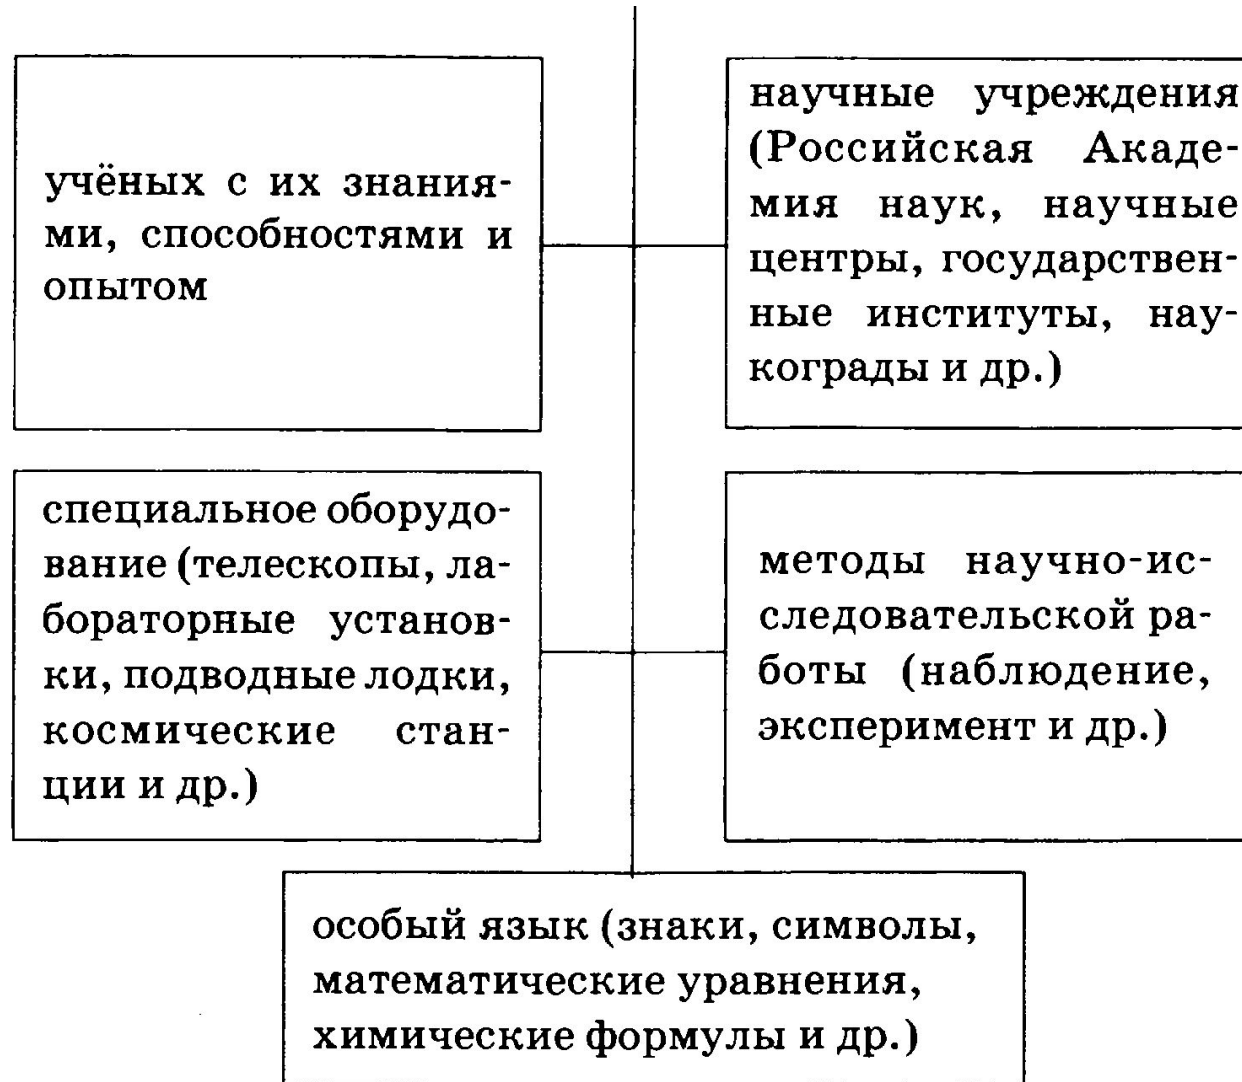 учёных с их знания-
ми, способностями и
опытом
научные учреждения
(Российская Акаде-
мия наук, научные
центры, государствен-
ные институты, нау-
кограды и др.)
специальное оборудо-
вание (телескопы, ла-
бораторные установ-
ки, подводные лодки,
космические стан-
ции и др.)
методы научно-ис-
следовательской ра-
боты (наблюдение,
эксперимент и др.)
особый язык (знаки, символы,
математические уравнения,
химические формулы и др.)